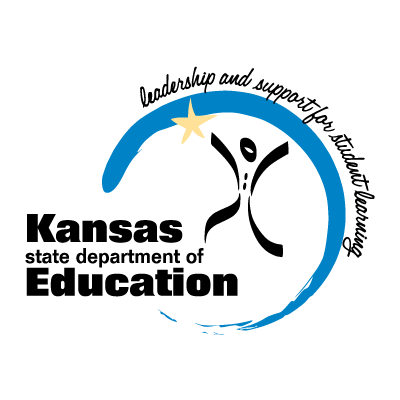 leadership and support for student learning
Kansas
state department of
Education